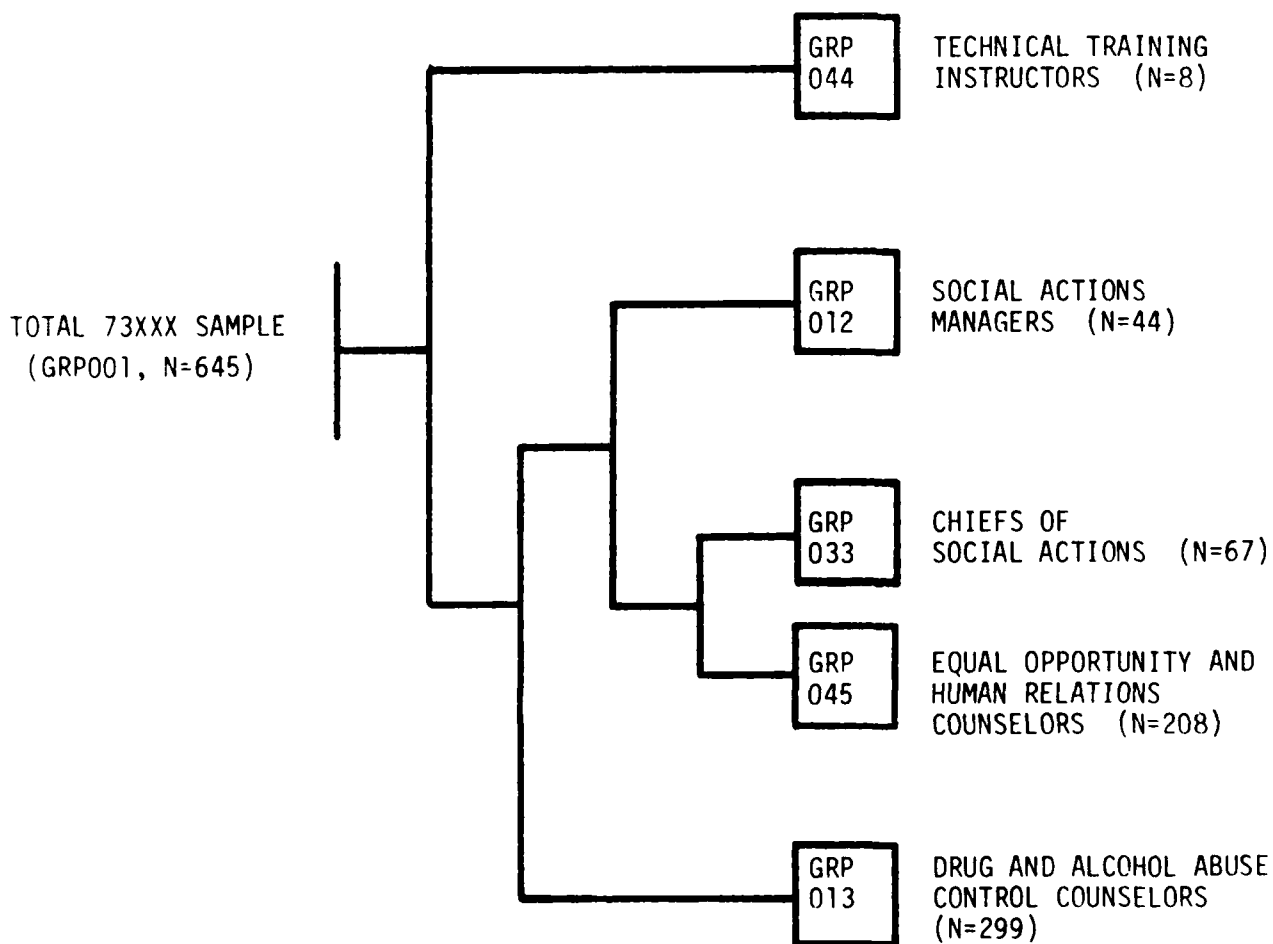 GRP
044
TECHNICAL TRAINING
INSTRUCTORS (N=8)
TOTAL 73XXX SAMPLE
(GRP001, N=645)
GRP
012
SOCIAL ACTIONS
MANAGERS (N=44)
GRP
033
CHIEFS OF
SOCIAL ACTIONS (N=67)
GRP
045
EQUAL OPPORTUNITY AND
HUMAN RELATIONS
COUNSELORS (N=208)
GRP
013
DRUG AND ALCOHOL ABUSE
CONTROL COUNSELORS
(N=299)